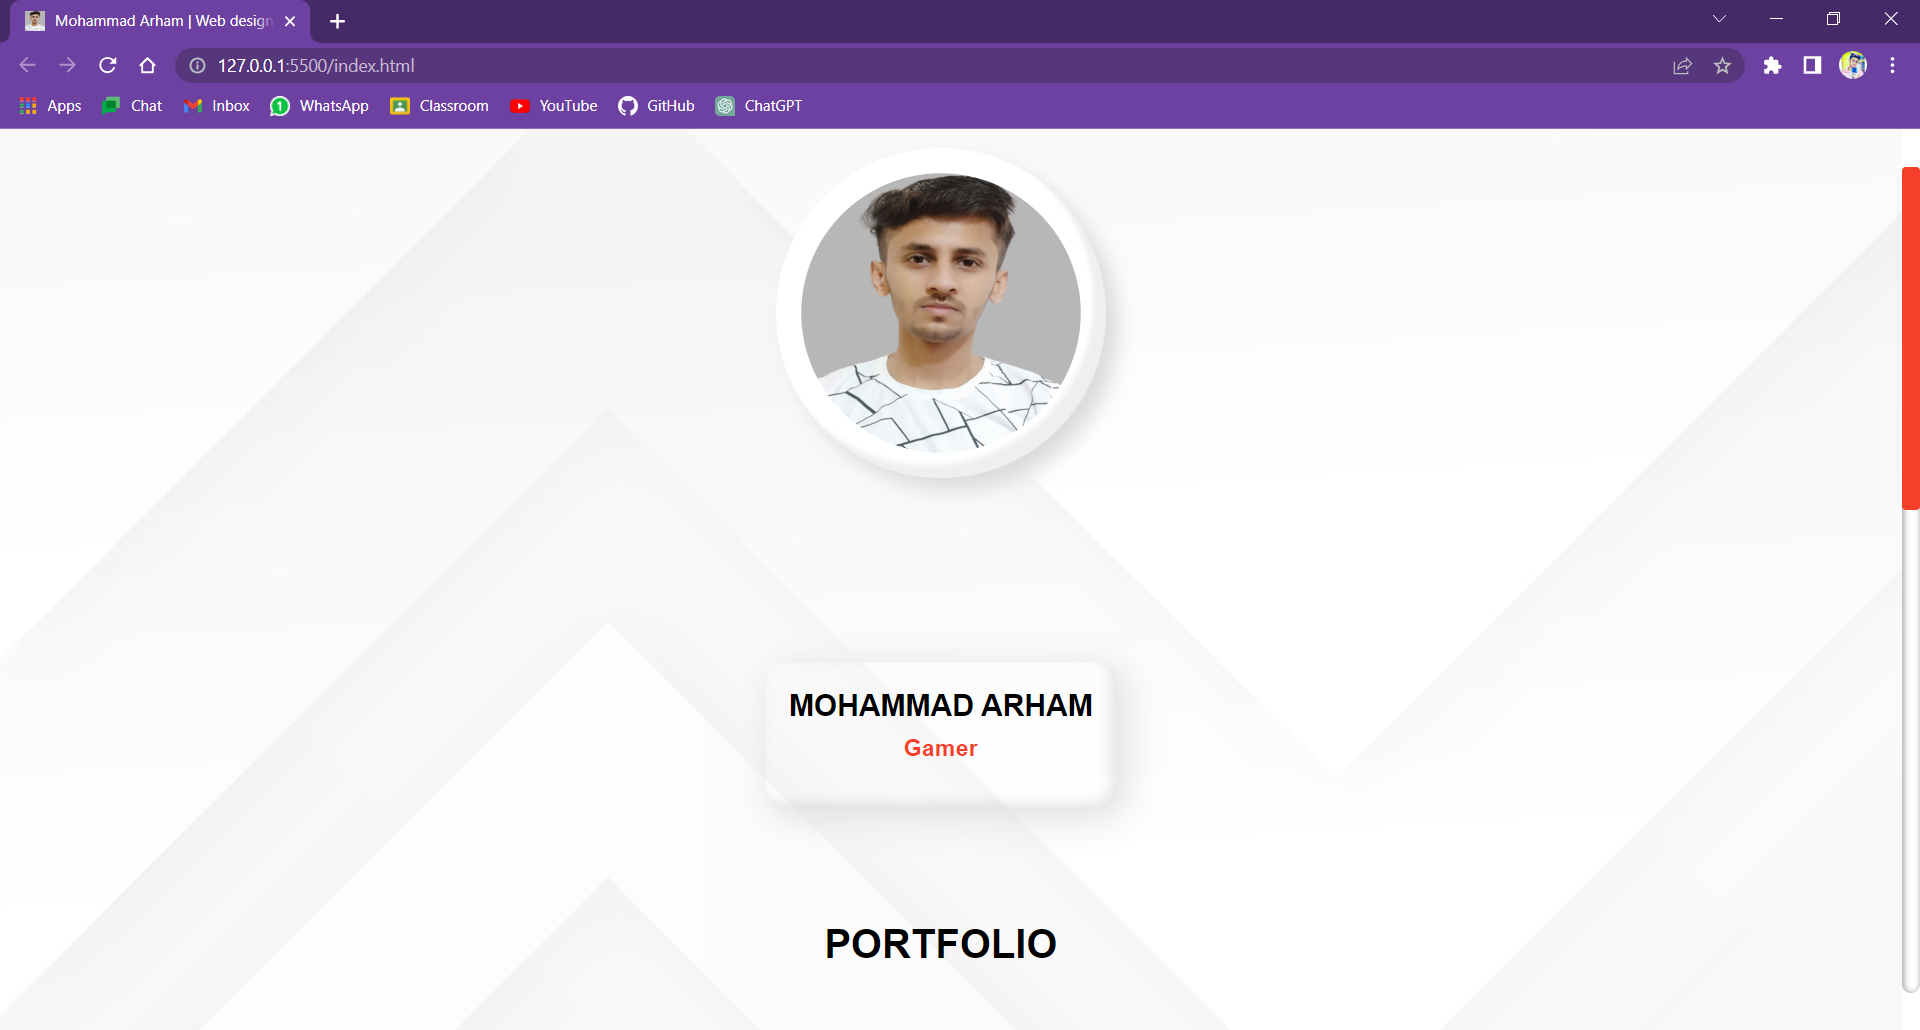 Mohammad Arham | Web design
127.0.0.1:5500/index.html
Apps Chat Inbox WhatsApp Classroom YouTube GitHub ChatGPT
MOHAMMAD ARHAM
Gamer
PORTFOLIO